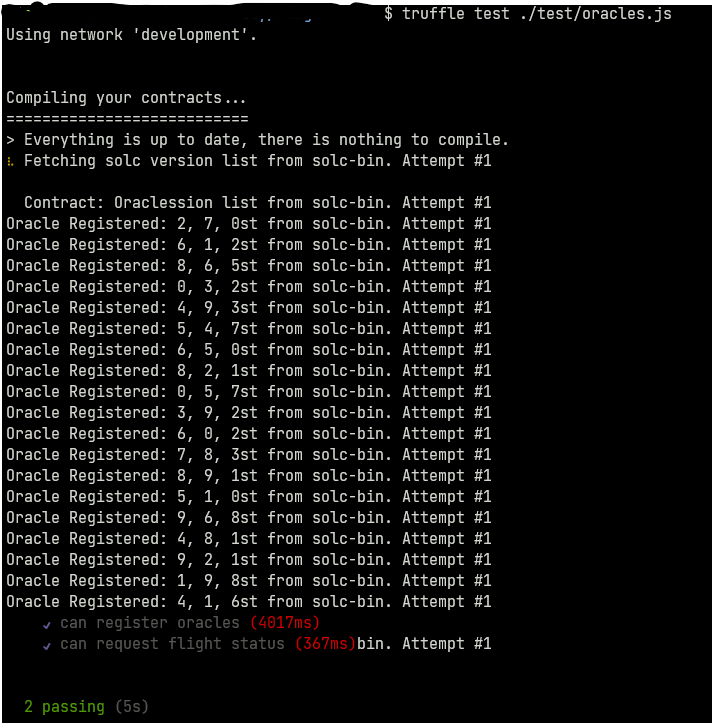 $ truffle test ./test/oracles.js
Using network 'development'.
Compiling your contracts...
===========================
> Everything is up to date, there is nothing to compile.
Fetching solc version list from solc-bin. Attempt #1
Contract: Oraclession list from solc-bin. Attempt #1
Oracle Registered: 2, 7, 0st from solc-bin. Attempt #1
Oracle Registered: 6, 1, 2st from solc-bin. Attempt #1
Oracle Registered: 8, 6, 5st from solc-bin. Attempt #1
Oracle Registered: 0, 3, 2st from solc-bin. Attempt #1
Oracle Registered: 4, 9, 3st from solc-bin. Attempt #1
Oracle Registered: 5, 4, 7st from solc-bin. Attempt #1
Oracle Registered: 6, 5, 0st from solc-bin. Attempt #1
Oracle Registered: 8, 2, 1st from solc-bin. Attempt #1
Oracle Registered: 0, 5, 7st from solc-bin. Attempt #1
Oracle Registered: 3, 9, 2st from solc-bin. Attempt #1
Oracle Registered: 6, 0, 2st from solc-bin. Attempt #1
Oracle Registered: 7, 8, 3st from solc-bin. Attempt #1
Oracle Registered: 8, 9, 1st from solc-bin. Attempt #1
Oracle Registered: 5, 1, 0st from solc-bin. Attempt #1
Oracle Registered: 9, 6, 8st from solc-bin. Attempt #1
Oracle Registered: 4, 8, 1st from solc-bin. Attempt #1
Oracle Registered: 9, 2, 1st from solc-bin. Attempt #1
Oracle Registered: 1, 9, 8st from solc-bin. Attempt #1
Oracle Registered: 4, 1, 6st from solc-bin. Attempt #1
✓ can register oracles (4017ms)
✓ can request flight status (367ms)bin. Attempt #1
2 passing (5s)